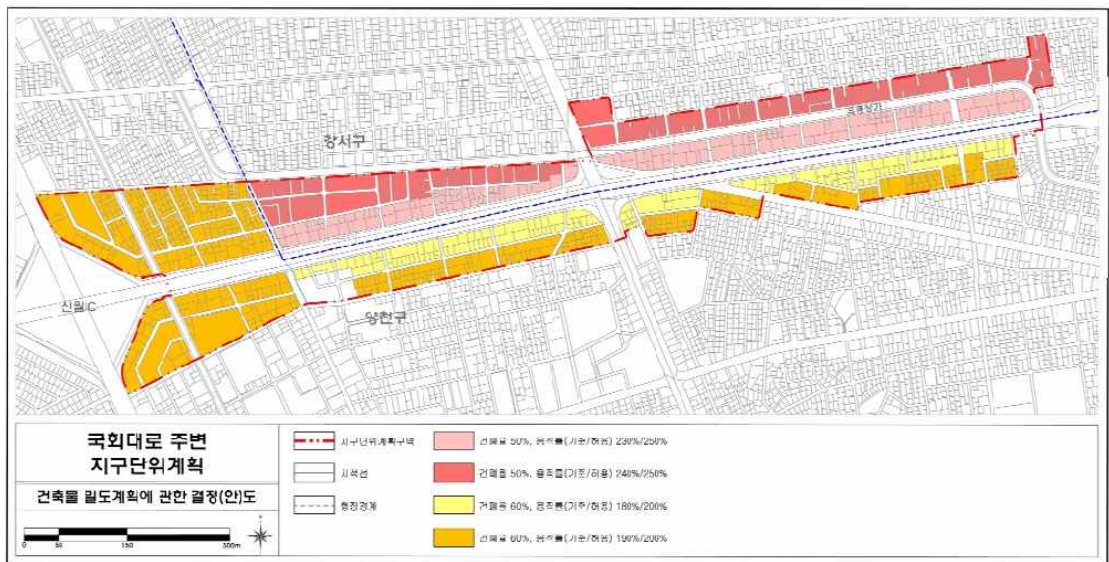 강서구
신월IC
양천구
국회대로 주변
지구단위계획
건축물 밀도계획에 관한 결정(안)도
0 50 150 300m
지구단위계획구역
지적선
행정경계
건폐율 50%, 용적률(기준/허용) 230%/250%
건폐율 50%, 용적률(기준/허용) 240%/250%
건폐율 60%, 용적률(기준/허용) 180%/200%
건폐율 60%, 용적률(기준/허용) 190%/200%